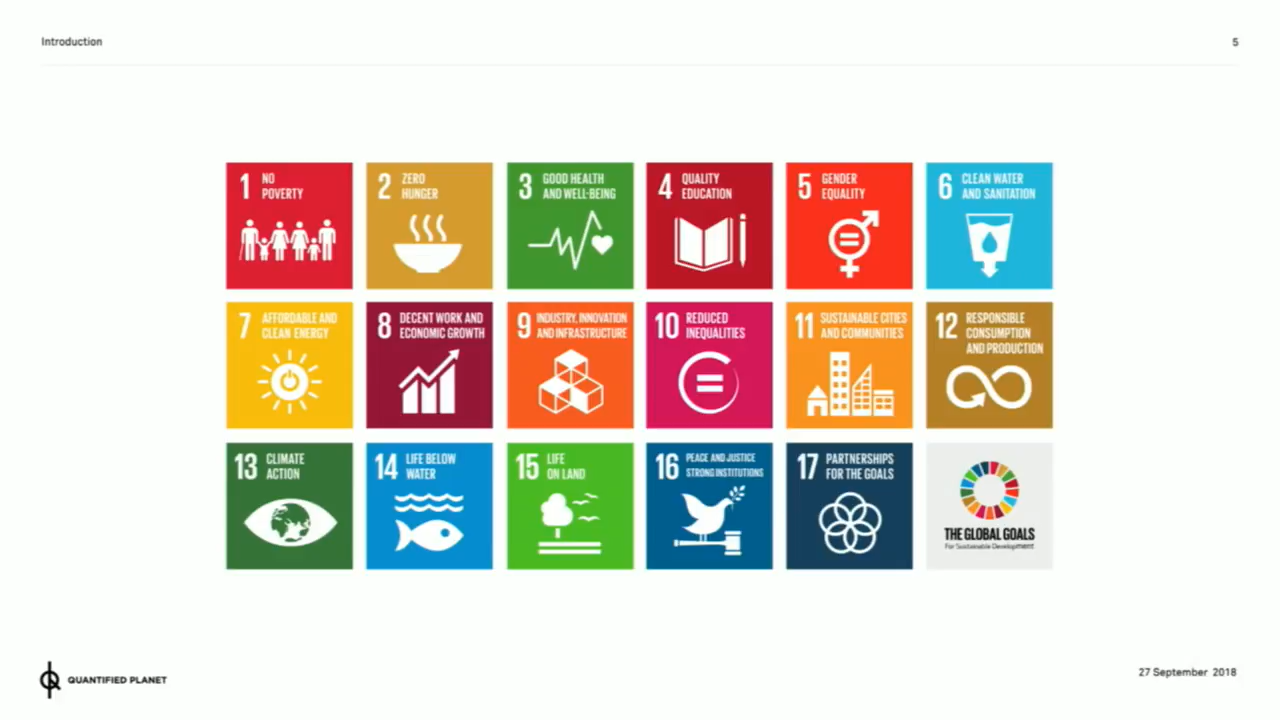 Introduction
5
1 NO
POVERTY
2 ZERO
HUNGER
3 GOOD HEALTH
AND WELL-BEING
4 QUALITY
EDUCATION
5 GENDER
EQUALITY
6 CLEAN WATER
AND SANITATION
7 AFFORDABLE AND
CLEAN ENERGY
8 DECENT WORK AND
ECONOMIC GROWTH
9 INDUSTRY, INNOVATION
AND INFRASTRUCTURE
10 REDUCED
INEQUALITIES
11 SUSTAINABLE CITIES
AND COMMUNITIES
12 RESPONSIBLE
CONSUMPTION
AND PRODUCTION
13 CLIMATE
ACTION
14 LIFE BELOW
WATER
15 LIFE
ON LAND
16 PEACE AND JUSTICE
STRONG INSTITUTIONS
17 PARTNERSHIPS
FOR THE GOALS
THE GLOBAL GOALS
For Sustainable Development
QUANTIFIED PLANET
27 September 2018